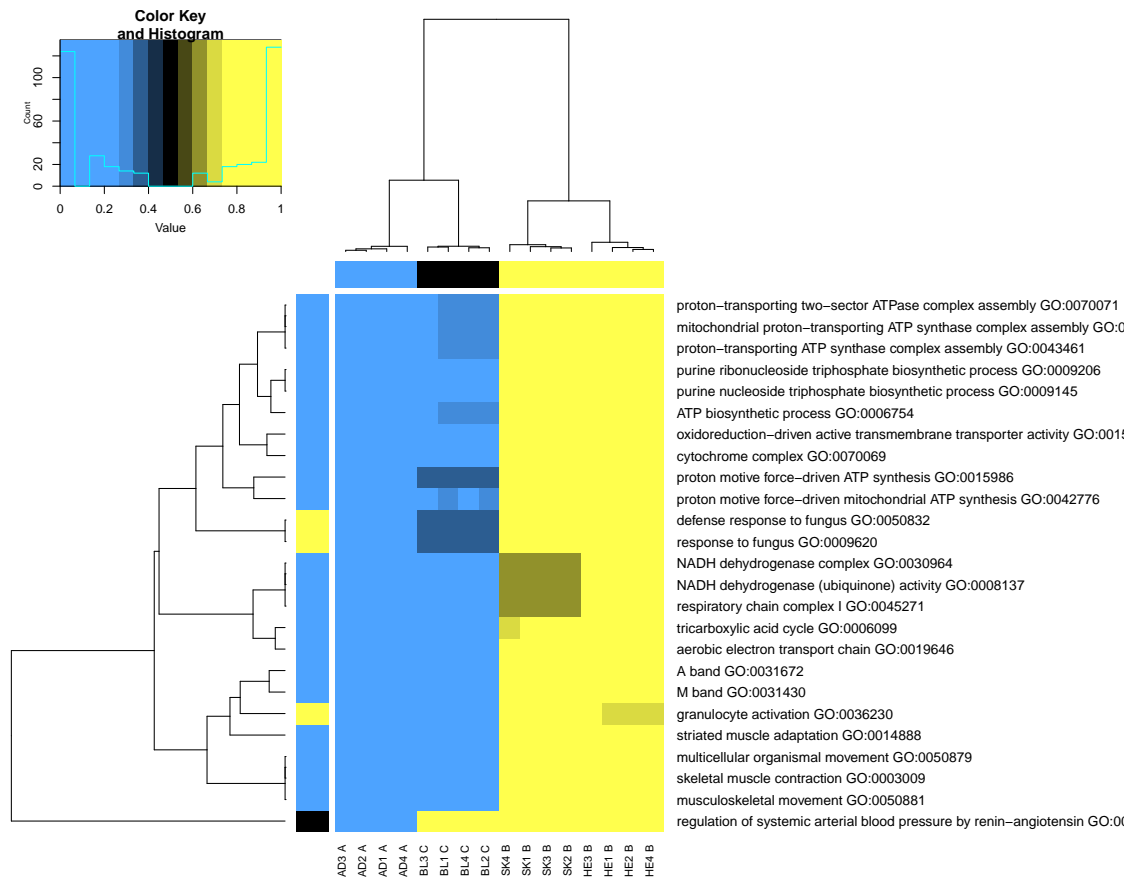 Color Key
and Histogram
Count
0 20 60 100
0 0.2 0.4 0.6 0.8 1
Value
proton−transporting two−sector ATPase complex assembly GO:0070071
mitochondrial proton−transporting ATP synthase complex assembly GO:0
proton−transporting ATP synthase complex assembly GO:0043461
purine ribonucleoside triphosphate biosynthetic process GO:0009206
purine nucleoside triphosphate biosynthetic process GO:0009145
ATP biosynthetic process GO:0006754
oxidoreduction−driven active transmembrane transporter activity GO:0015
cytochrome complex GO:0070069
proton motive force−driven ATP synthesis GO:0015986
proton motive force−driven mitochondrial ATP synthesis GO:0042776
defense response to fungus GO:0050832
response to fungus GO:0009620
NADH dehydrogenase complex GO:0030964
NADH dehydrogenase (ubiquinone) activity GO:0008137
respiratory chain complex I GO:0045271
tricarboxylic acid cycle GO:0006099
aerobic electron transport chain GO:0019646
A band GO:0031672
M band GO:0031430
granulocyte activation GO:0036230
striated muscle adaptation GO:0014888
multicellular organismal movement GO:0050879
skeletal muscle contraction GO:0003009
musculoskeletal movement GO:0050881
regulation of systemic arterial blood pressure by renin−angiotensin GO:00
AD3 A
AD2 A
AD1 A
AD4 A
BL3 C
BL1 C
BL4 C
BL2 C
SK4 B
SK1 B
SK3 B
SK2 B
HE3 B
HE1 B
HE2 B
HE4 B